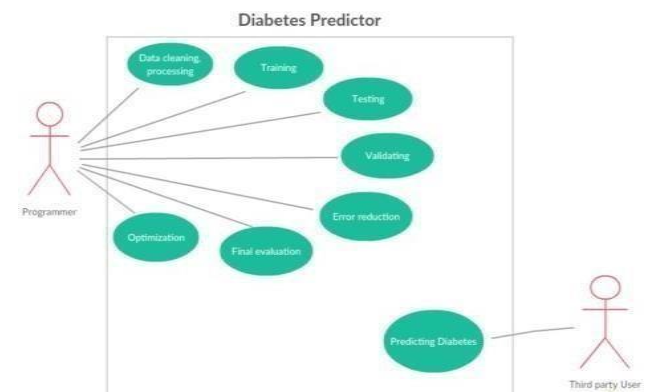 Diabetes Predictor
Data cleaning,
processing
Training
Testing
Validating
Programmer
Error reduction
Optimization
Final evaluation
Predicting Diabetes
Third party User